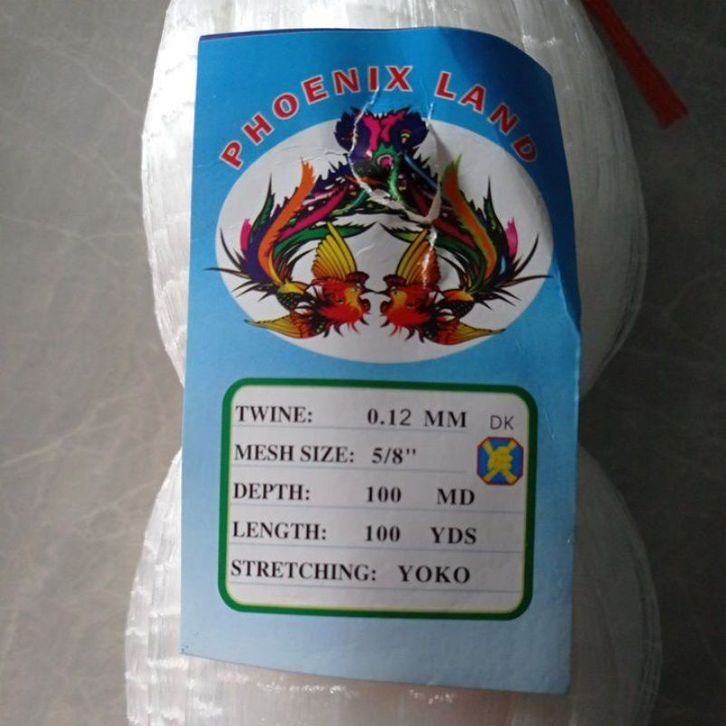 PHOENIX LAND
TWINE: 0.12 MM DK
MESH SIZE: 5/8"
DEPTH: 100 MD
LENGTH: 100 YDS
STRETCHING: YOKO